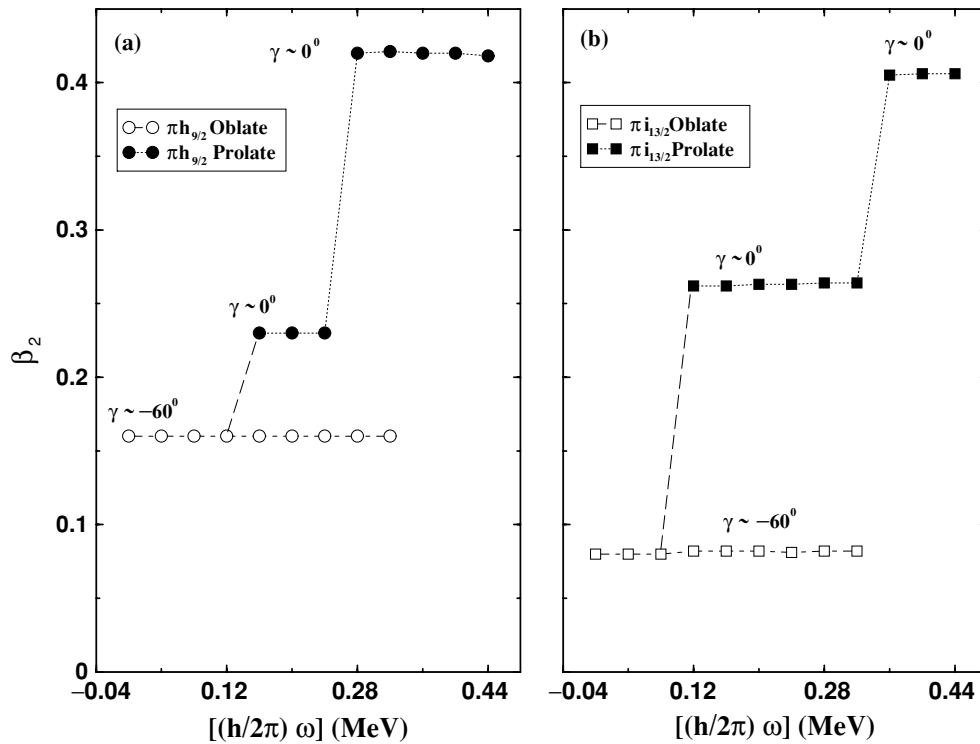 (a)
γ ~ 0⁰
πh₉/₂ Oblate
πh₉/₂ Prolate
γ ~ 0⁰
γ ~ −60⁰
0.4
0.3
0.2
0.1
0
β₂
−0.04 0.12 0.28 0.44
[(h/2π) ω] (MeV)
(b)
γ ~ 0⁰
πi₁₃/₂ Oblate
πi₁₃/₂ Prolate
γ ~ 0⁰
γ ~ −60⁰
−0.04 0.12 0.28 0.44
[(h/2π) ω] (MeV)